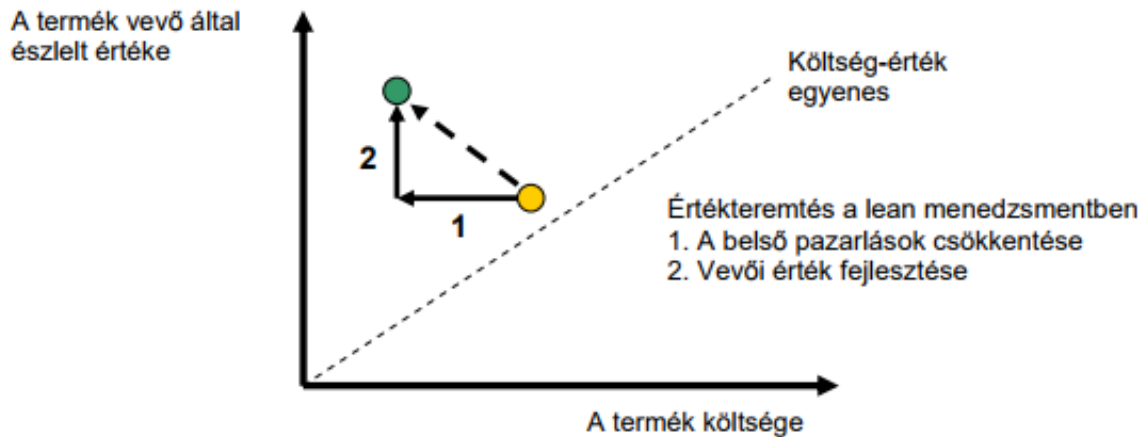 A termék vevő által
észlelt értéke
Költség-érték
egyenes
2
1
Értékteremtés a lean menedzsmentben
1. A belső pazarlások csökkentése
2. Vevői érték fejlesztése
A termék költsége